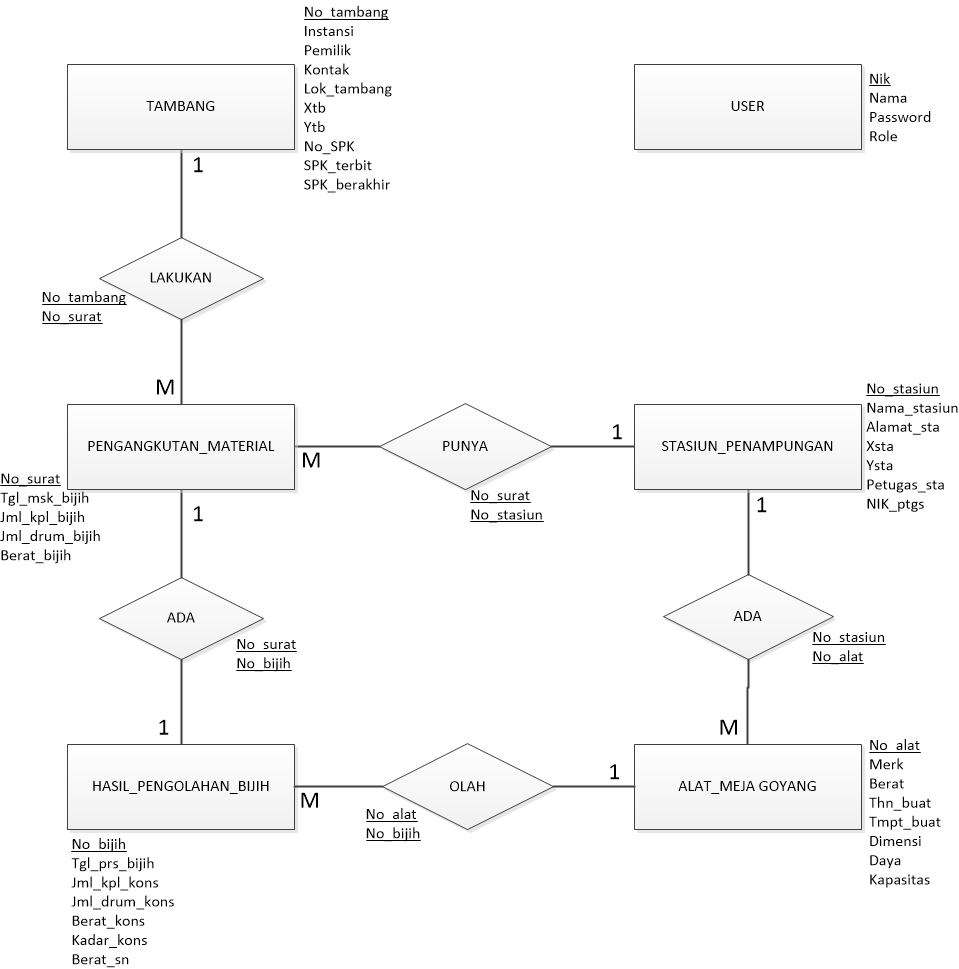 No_tambang
Instansi
Pemilik
Kontak
Lok_tambang
Xtb
Ytb
No_SPK
SPK_terbit
SPK_berakhir
TAMBANG
USER
Nik
Nama
Password
Role
1
LAKUKAN
No_tambang
No_surat
M
PENGANGKUTAN_MATERIAL
M
PUNYA
1
STASIUN_PENAMPUNGAN
No_stasiun
Nama_stasiun
Alamat_sta
Xsta
Ysta
Petugas_sta
NIK_ptgs
No_surat
Tgl_msk_bijih
Jml_kpl_bijih
Jml_drum_bijih
Berat_bijih
No_surat
No_stasiun
1
1
ADA
No_surat
No_bijih
ADA
No_stasiun
No_alat
1
M
HASIL_PENGOLAHAN_BIJIH
M
OLAH
1
ALAT_MEJA GOYANG
No_alat
No_bijih
No_alat
Merk
Berat
Thn_buat
Tmpt_buat
Dimensi
Daya
Kapasitas
No_bijih
Tgl_prs_bijih
Jml_kpl_kons
Jml_drum_kons
Berat_kons
Kadar_kons
Berat_sn